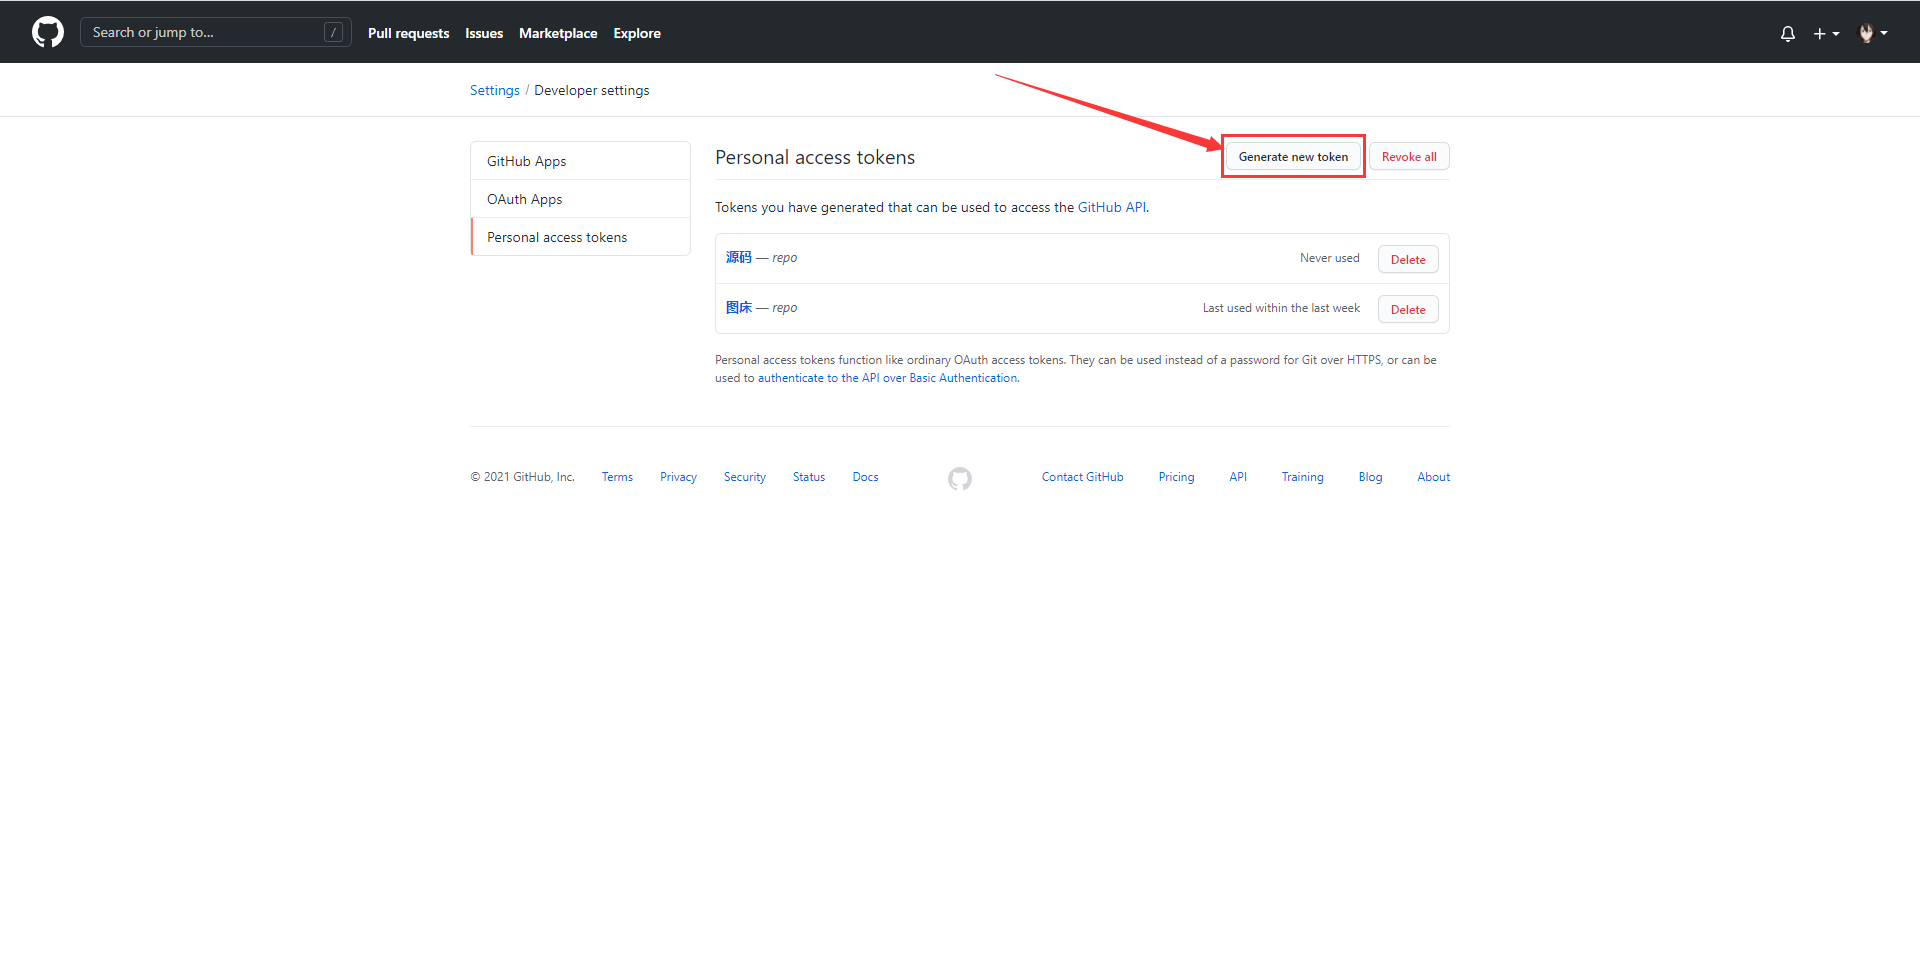 Search or jump to... / Pull requests Issues Marketplace Explore
Settings / Developer settings
GitHub Apps
OAuth Apps
Personal access tokens
Personal access tokens Generate new token Revoke all
Tokens you have generated that can be used to access the GitHub API.
源码 — repo Never used Delete
图床 — repo Last used within the last week Delete
Personal access tokens function like ordinary OAuth access tokens. They can be used instead of a password for Git over HTTPS, or can be
used to authenticate to the API over Basic Authentication.
© 2021 GitHub, Inc. Terms Privacy Security Status Docs Contact GitHub Pricing API Training Blog About